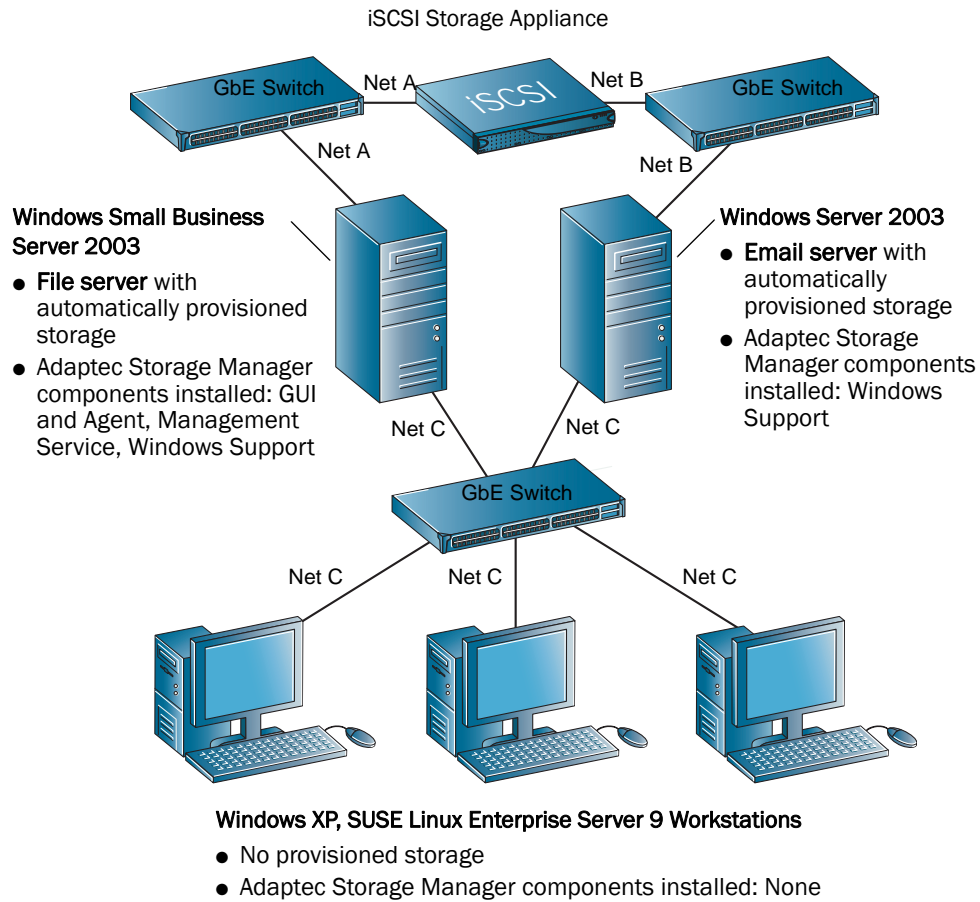 iSCSI Storage Appliance
GbE Switch
Net A
iSCSI
Net B
GbE Switch
Net A
Net B
Windows Small Business
Server 2003
● File server with
automatically provisioned
storage
● Adaptec Storage Manager
components installed: GUI
and Agent, Management
Service, Windows Support
Windows Server 2003
● Email server with
automatically
provisioned storage
● Adaptec Storage
Manager components
installed: Windows
Support
Net C
Net C
GbE Switch
Net C
Net C
Net C
Windows XP, SUSE Linux Enterprise Server 9 Workstations
● No provisioned storage
● Adaptec Storage Manager components installed: None